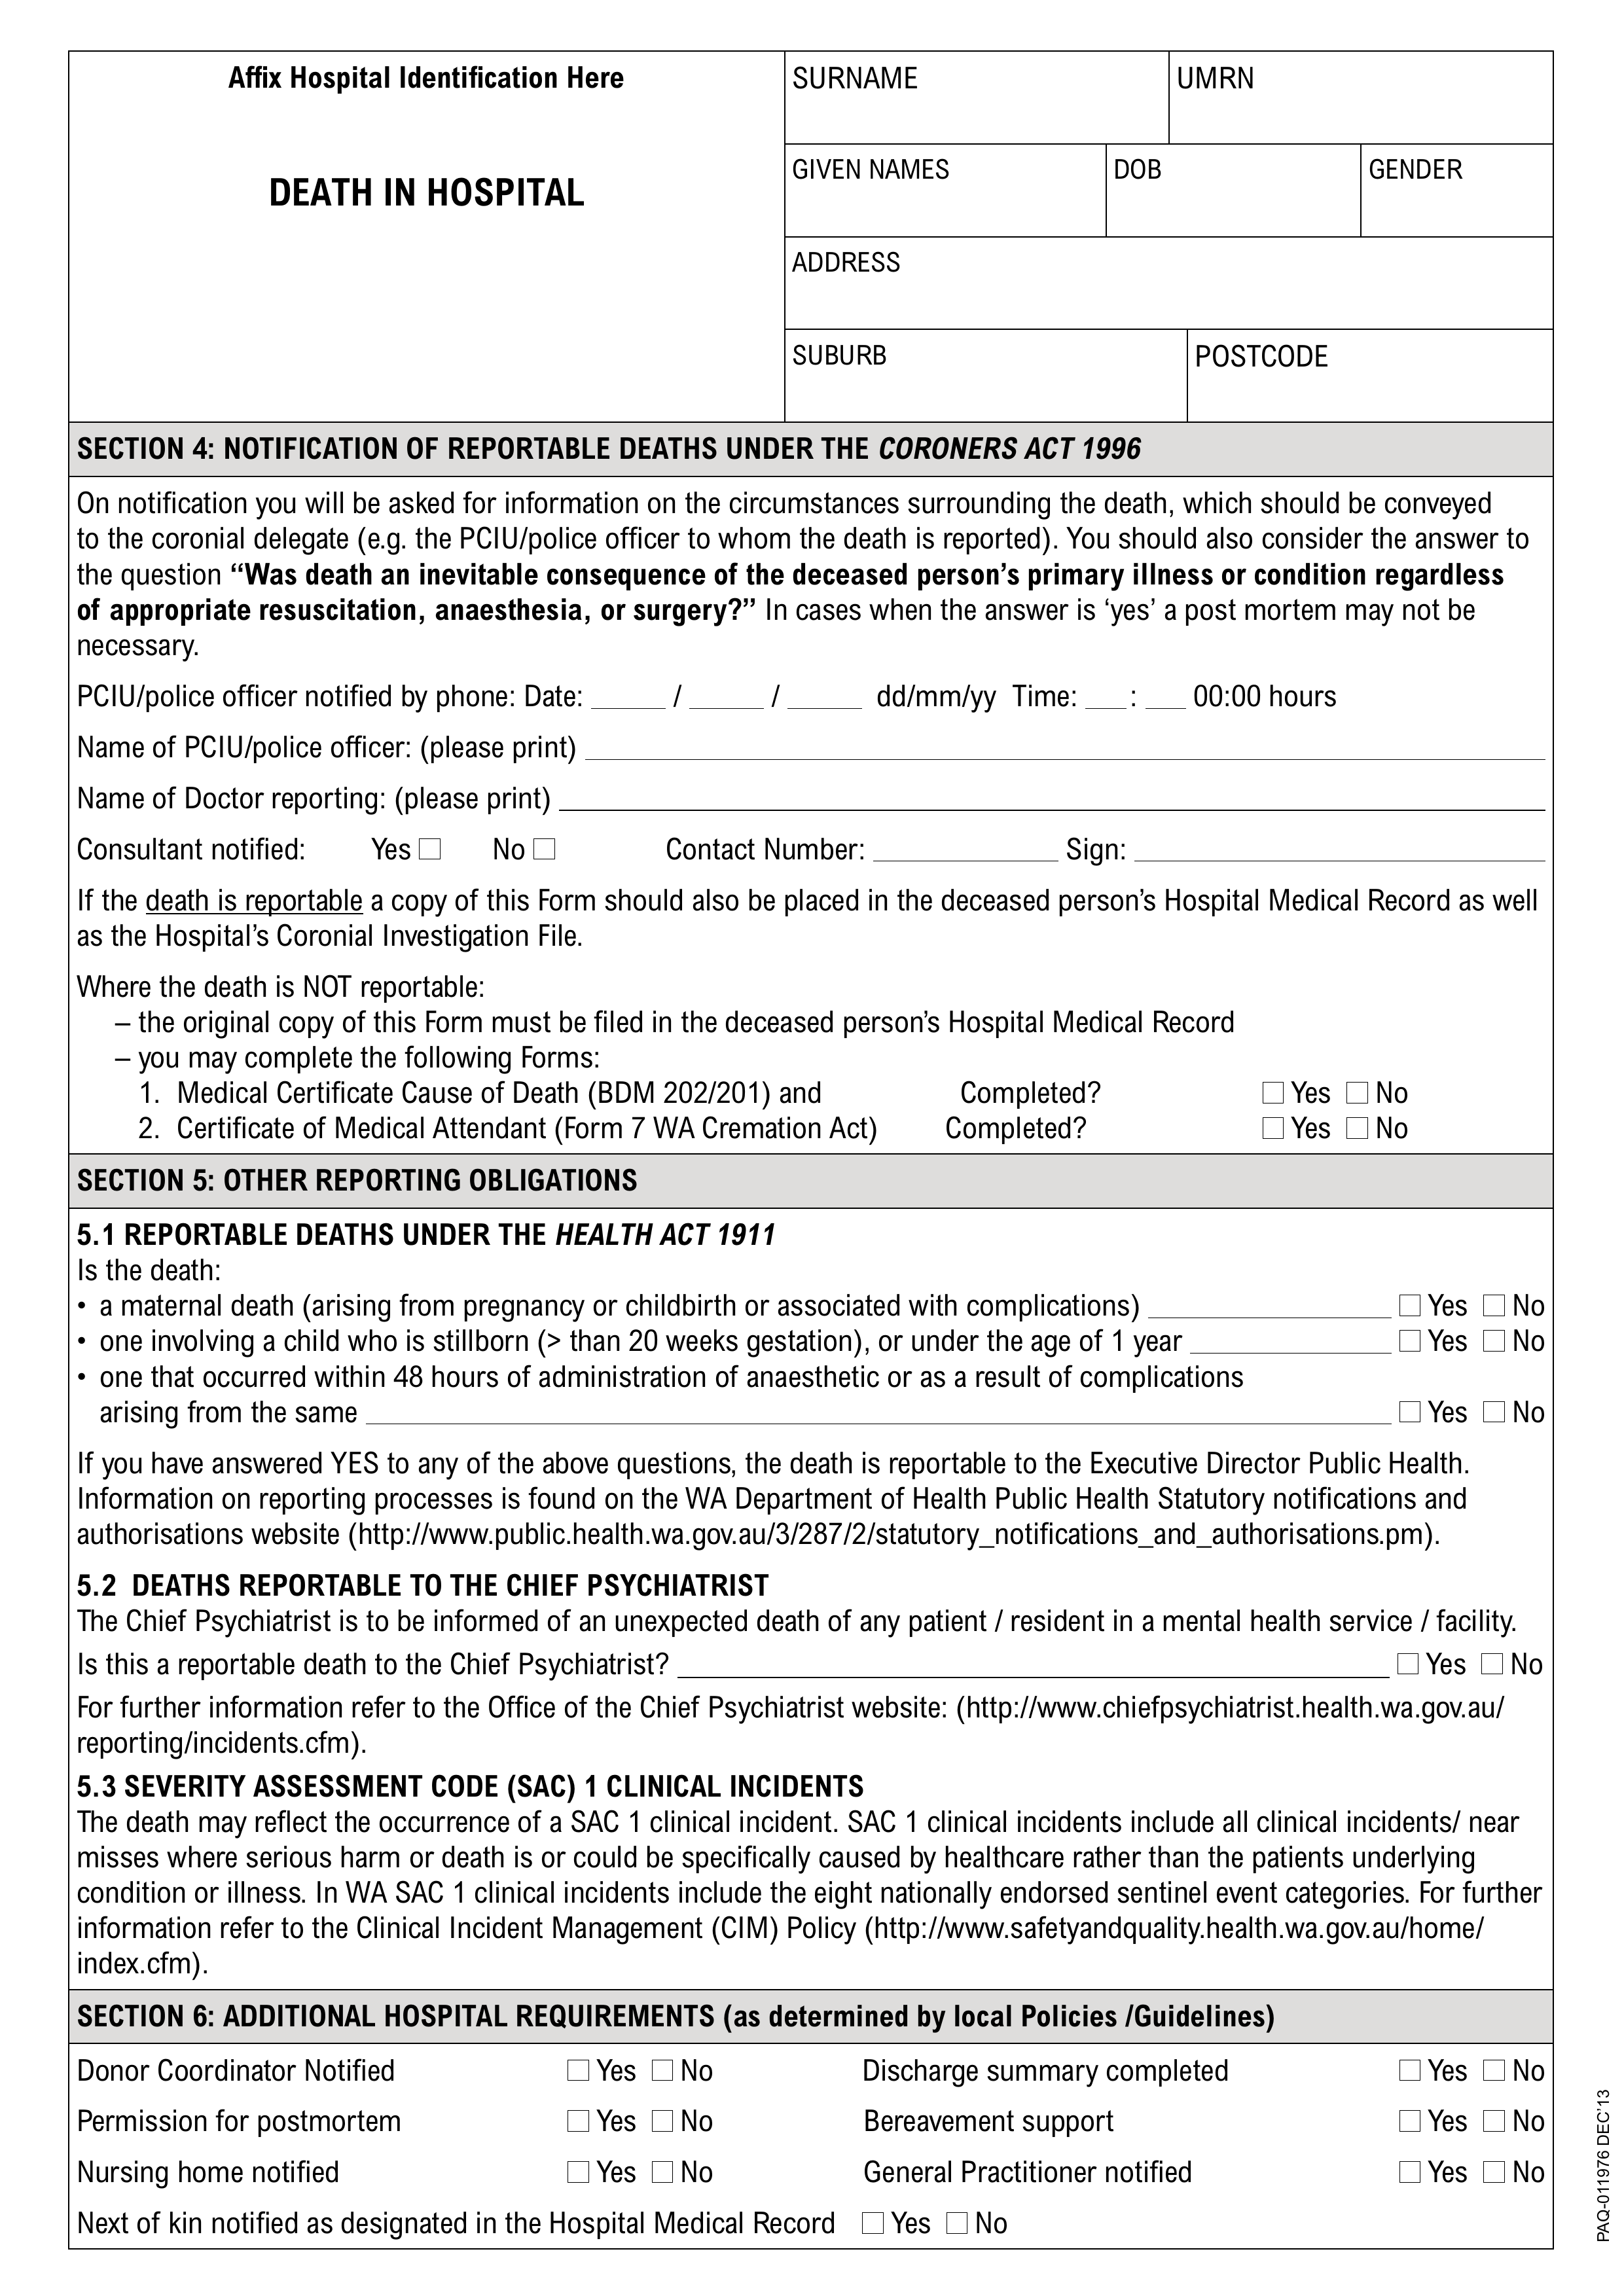 Affix Hospital Identification Here
DEATH IN HOSPITAL
SURNAME
UMRN
GIVEN NAMES
DOB
GENDER
ADDRESS
SUBURB
POSTCODE
SECTION 4: NOTIFICATION OF REPORTABLE DEATHS UNDER THE CORONERS ACT 1996
On notification you will be asked for information on the circumstances surrounding the death, which should be conveyed
to the coronial delegate (e.g. the PCIU/police officer to whom the death is reported). You should also consider the answer to
the question “Was death an inevitable consequence of the deceased person’s primary illness or condition regardless
of appropriate resuscitation, anaesthesia, or surgery?” In cases when the answer is ‘yes’ a post mortem may not be
necessary.
PCIU/police officer notified by phone: Date: _____ / _____ / _____ dd/mm/yy Time: ___ : ___ 00:00 hours
Name of PCIU/police officer: (please print)
Name of Doctor reporting: (please print)
Consultant notified: Yes ☐ No ☐ Contact Number: ____________ Sign: ____________
If the death is reportable a copy of this Form should also be placed in the deceased person’s Hospital Medical Record as well
as the Hospital’s Coronial Investigation File.
Where the death is NOT reportable:
– the original copy of this Form must be filed in the deceased person’s Hospital Medical Record
– you may complete the following Forms:
1. Medical Certificate Cause of Death (BDM 202/201) and Completed? ☐ Yes ☐ No
2. Certificate of Medical Attendant (Form 7 WA Cremation Act) Completed? ☐ Yes ☐ No
SECTION 5: OTHER REPORTING OBLIGATIONS
5.1 REPORTABLE DEATHS UNDER THE HEALTH ACT 1911
Is the death:
• a maternal death (arising from pregnancy or childbirth or associated with complications) ☐ Yes ☐ No
• one involving a child who is stillborn (> than 20 weeks gestation), or under the age of 1 year ☐ Yes ☐ No
• one that occurred within 48 hours of administration of anaesthetic or as a result of complications
arising from the same ☐ Yes ☐ No
If you have answered YES to any of the above questions, the death is reportable to the Executive Director Public Health.
Information on reporting processes is found on the WA Department of Health Public Health Statutory notifications and
authorisations website (http://www.public.health.wa.gov.au/3/287/2/statutory_notifications_and_authorisations.pm).
5.2 DEATHS REPORTABLE TO THE CHIEF PSYCHIATRIST
The Chief Psychiatrist is to be informed of an unexpected death of any patient / resident in a mental health service / facility.
Is this a reportable death to the Chief Psychiatrist? ☐ Yes ☐ No
For further information refer to the Office of the Chief Psychiatrist website: (http://www.chiefpsychiatrist.health.wa.gov.au/
reporting/incidents.cfm).
5.3 SEVERITY ASSESSMENT CODE (SAC) 1 CLINICAL INCIDENTS
The death may reflect the occurrence of a SAC 1 clinical incident. SAC 1 clinical incidents include all clinical incidents/ near
misses where serious harm or death is or could be specifically caused by healthcare rather than the patients underlying
condition or illness. In WA SAC 1 clinical incidents include the eight nationally endorsed sentinel event categories. For further
information refer to the Clinical Incident Management (CIM) Policy (http://www.safetyandquality.health.wa.gov.au/home/
index.cfm).
SECTION 6: ADDITIONAL HOSPITAL REQUIREMENTS (as determined by local Policies /Guidelines)
Donor Coordinator Notified ☐ Yes ☐ No Discharge summary completed ☐ Yes ☐ No
Permission for postmortem ☐ Yes ☐ No Bereavement support ☐ Yes ☐ No
Nursing home notified ☐ Yes ☐ No General Practitioner notified ☐ Yes ☐ No
Next of kin notified as designated in the Hospital Medical Record ☐ Yes ☐ No
PAQ-011976 DEC’13